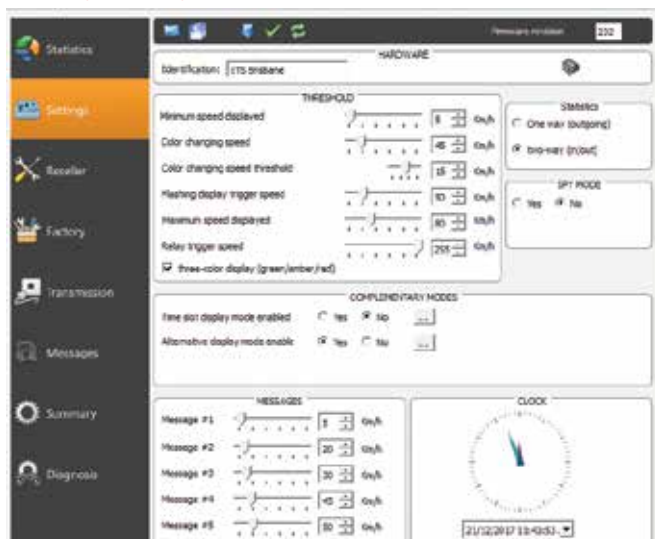 Statistics
Settings
Reseller
Factory
Transmission
Messages
Summary
Diagnosis
Firmware revision 232
HARDWARE
Identification: ITS Brisbane
THRESHOLD
Minimum speed displayed 5 Km/h
Color changing speed 45 Km/h
Color changing speed threshold 15 Km/h
Flashing display trigger speed 50 Km/h
Maximum speed displayed 80 Km/h
Relay trigger speed 255 Km/h
three-color display (green/amber/red)
Statistics
One way (outgoing)
two-way (in/out)
SPY MODE
Yes No
COMPLEMENTARY MODES
Time slot display mode enabled Yes No ...
Alternative display mode enable Yes No ...
MESSAGES
Message #1 5 Km/h
Message #2 20 Km/h
Message #3 30 Km/h
Message #4 45 Km/h
Message #5 50 Km/h
CLOCK
21/12/2017 11:43:53